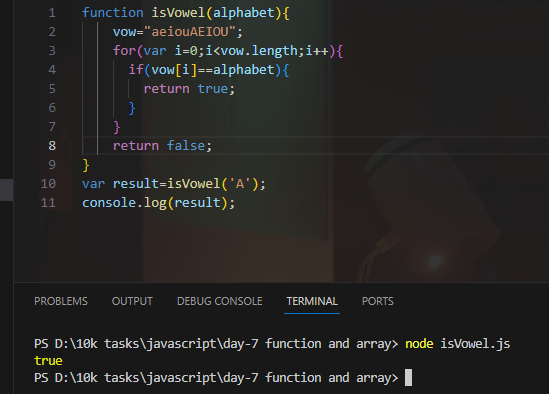 1 function isVowel(alphabet){
2 vow="aeiouAEIOU";
3 for(var i=0;i<vow.length;i++){
4 if(vow[i]==alphabet){
5 return true;
6 }
7 }
8 return false;
9 }
10 var result=isVowel('A');
11 console.log(result);
PROBLEMS OUTPUT DEBUG CONSOLE TERMINAL PORTS
PS D:\10k tasks\javascript\day-7 function and array> node isVowel.js
true
PS D:\10k tasks\javascript\day-7 function and array>